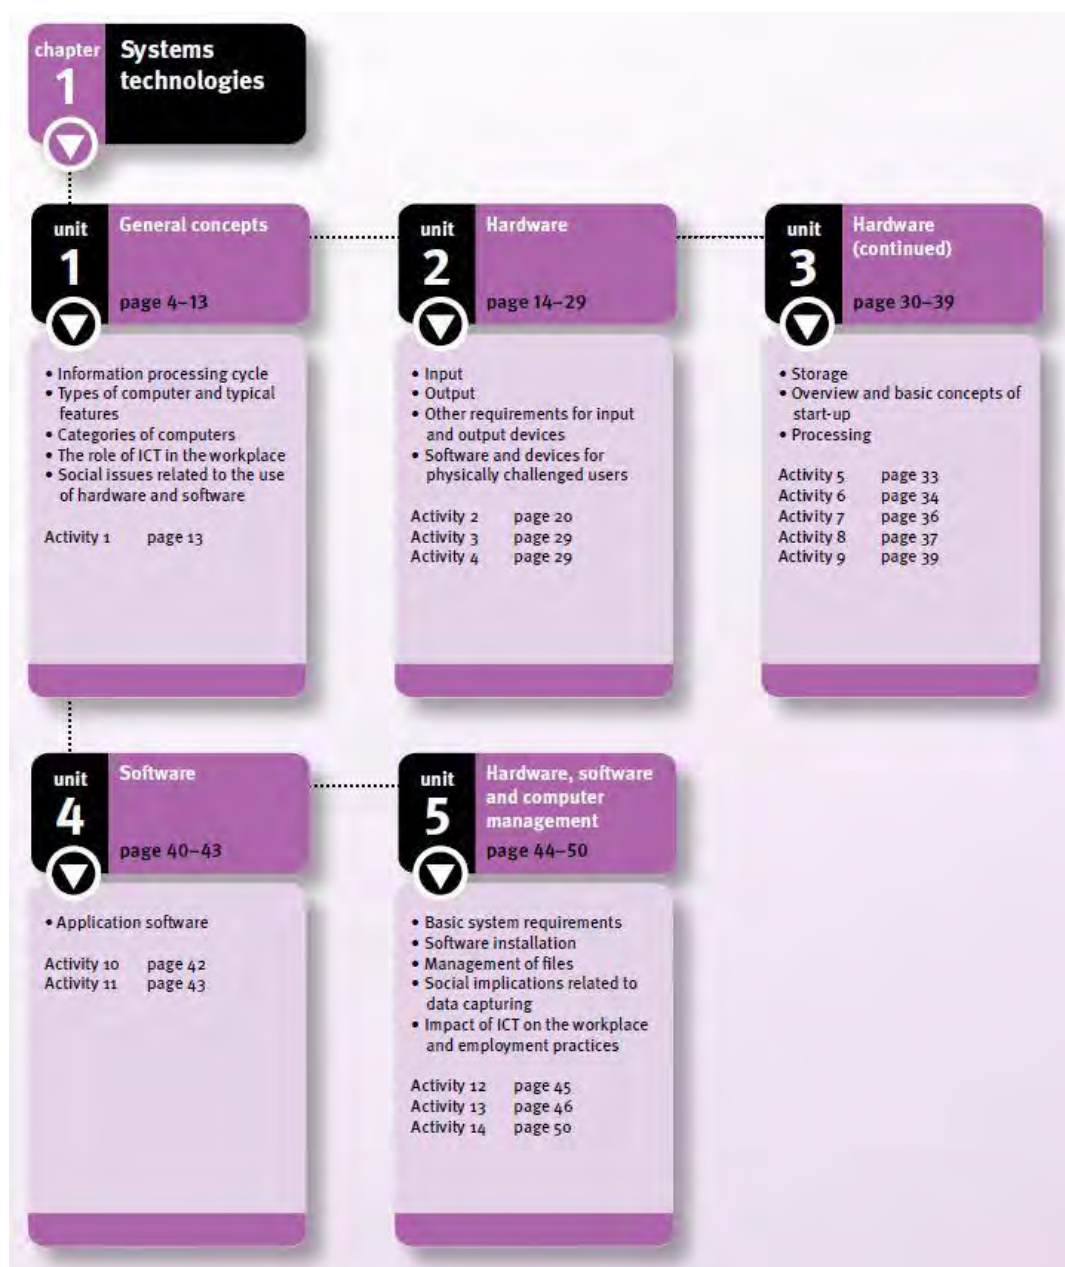 chapter
1
Systems
technologies
unit
1
General concepts
page 4–13
• Information processing cycle
• Types of computer and typical
features
• Categories of computers
• The role of ICT in the workplace
• Social issues related to the use
of hardware and software
Activity 1 page 13
unit
2
Hardware
page 14–29
• Input
• Output
• Other requirements for input
and output devices
• Software and devices for
physically challenged users
Activity 2 page 20
Activity 3 page 29
Activity 4 page 29
unit
3
Hardware
(continued)
page 30–39
• Storage
• Overview and basic concepts of
start-up
• Processing
Activity 5 page 33
Activity 6 page 34
Activity 7 page 36
Activity 8 page 37
Activity 9 page 39
unit
4
Software
page 40–43
• Application software
Activity 10 page 42
Activity 11 page 43
unit
5
Hardware, software
and computer
management
page 44–50
• Basic system requirements
• Software installation
• Management of files
• Social implications related to
data capturing
• Impact of ICT on the workplace
and employment practices
Activity 12 page 45
Activity 13 page 46
Activity 14 page 50